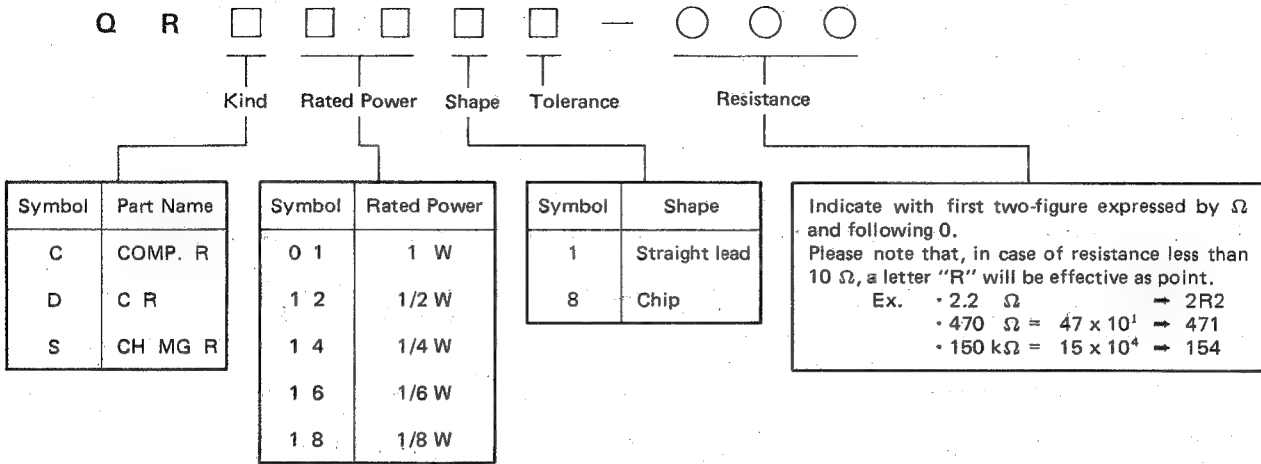 Q R □ □ □ □ □ — ○ ○ ○
Kind Rated Power Shape Tolerance Resistance
Symbol Part Name
C COMP. R
D C R
S CH MG R
Symbol Rated Power
0 1 1 W
1 2 1/2 W
1 4 1/4 W
1 6 1/6 W
1 8 1/8 W
Symbol Shape
1 Straight lead
8 Chip
Indicate with first two-figure expressed by Ω
and following 0.
Please note that, in case of resistance less than
10 Ω, a letter "R" will be effective as point.
Ex. · 2.2 Ω → 2R2
· 470 Ω = 47 x 10¹ → 471
· 150 kΩ = 15 x 10⁴ → 154